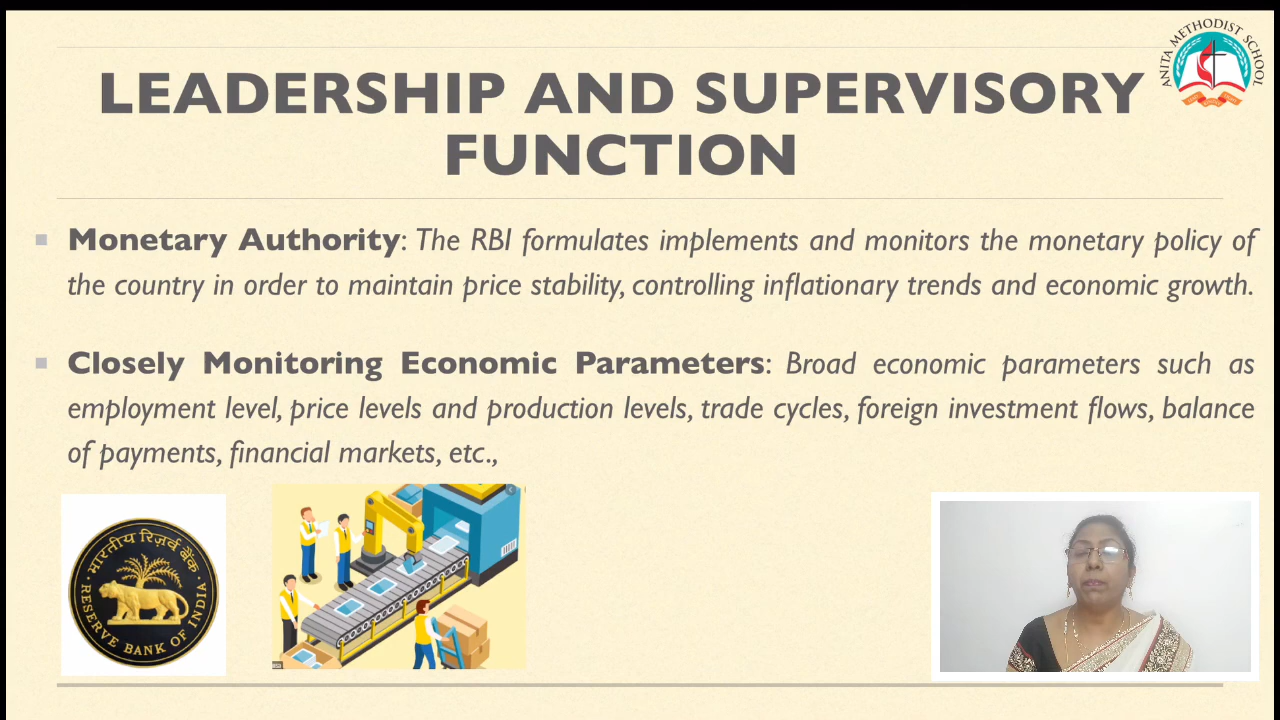 ANITA METHODIST SCHOOL
LEADERSHIP AND SUPERVISORY
FUNCTION
Monetary Authority: The RBI formulates implements and monitors the monetary policy of
the country in order to maintain price stability, controlling inflationary trends and economic growth.
Closely Monitoring Economic Parameters: Broad economic parameters such as
employment level, price levels and production levels, trade cycles, foreign investment flows, balance
of payments, financial markets, etc.,
भारतीय रिज़र्व बैंक
RESERVE BANK OF INDIA